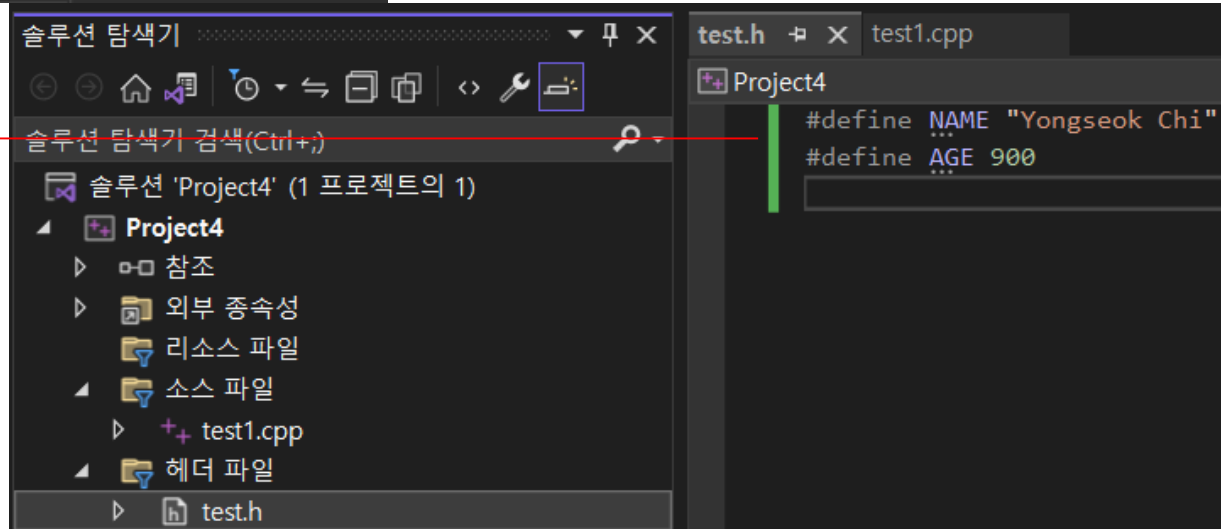 솔루션 탐색기
솔루션 탐색기 검색(Ctrl+;)
솔루션 'Project4' (1 프로젝트의 1)
Project4
참조
외부 종속성
리소스 파일
소스 파일
test1.cpp
헤더 파일
test.h
test.h test1.cpp
Project4
#define NAME "Yongseok Chi"
#define AGE 900